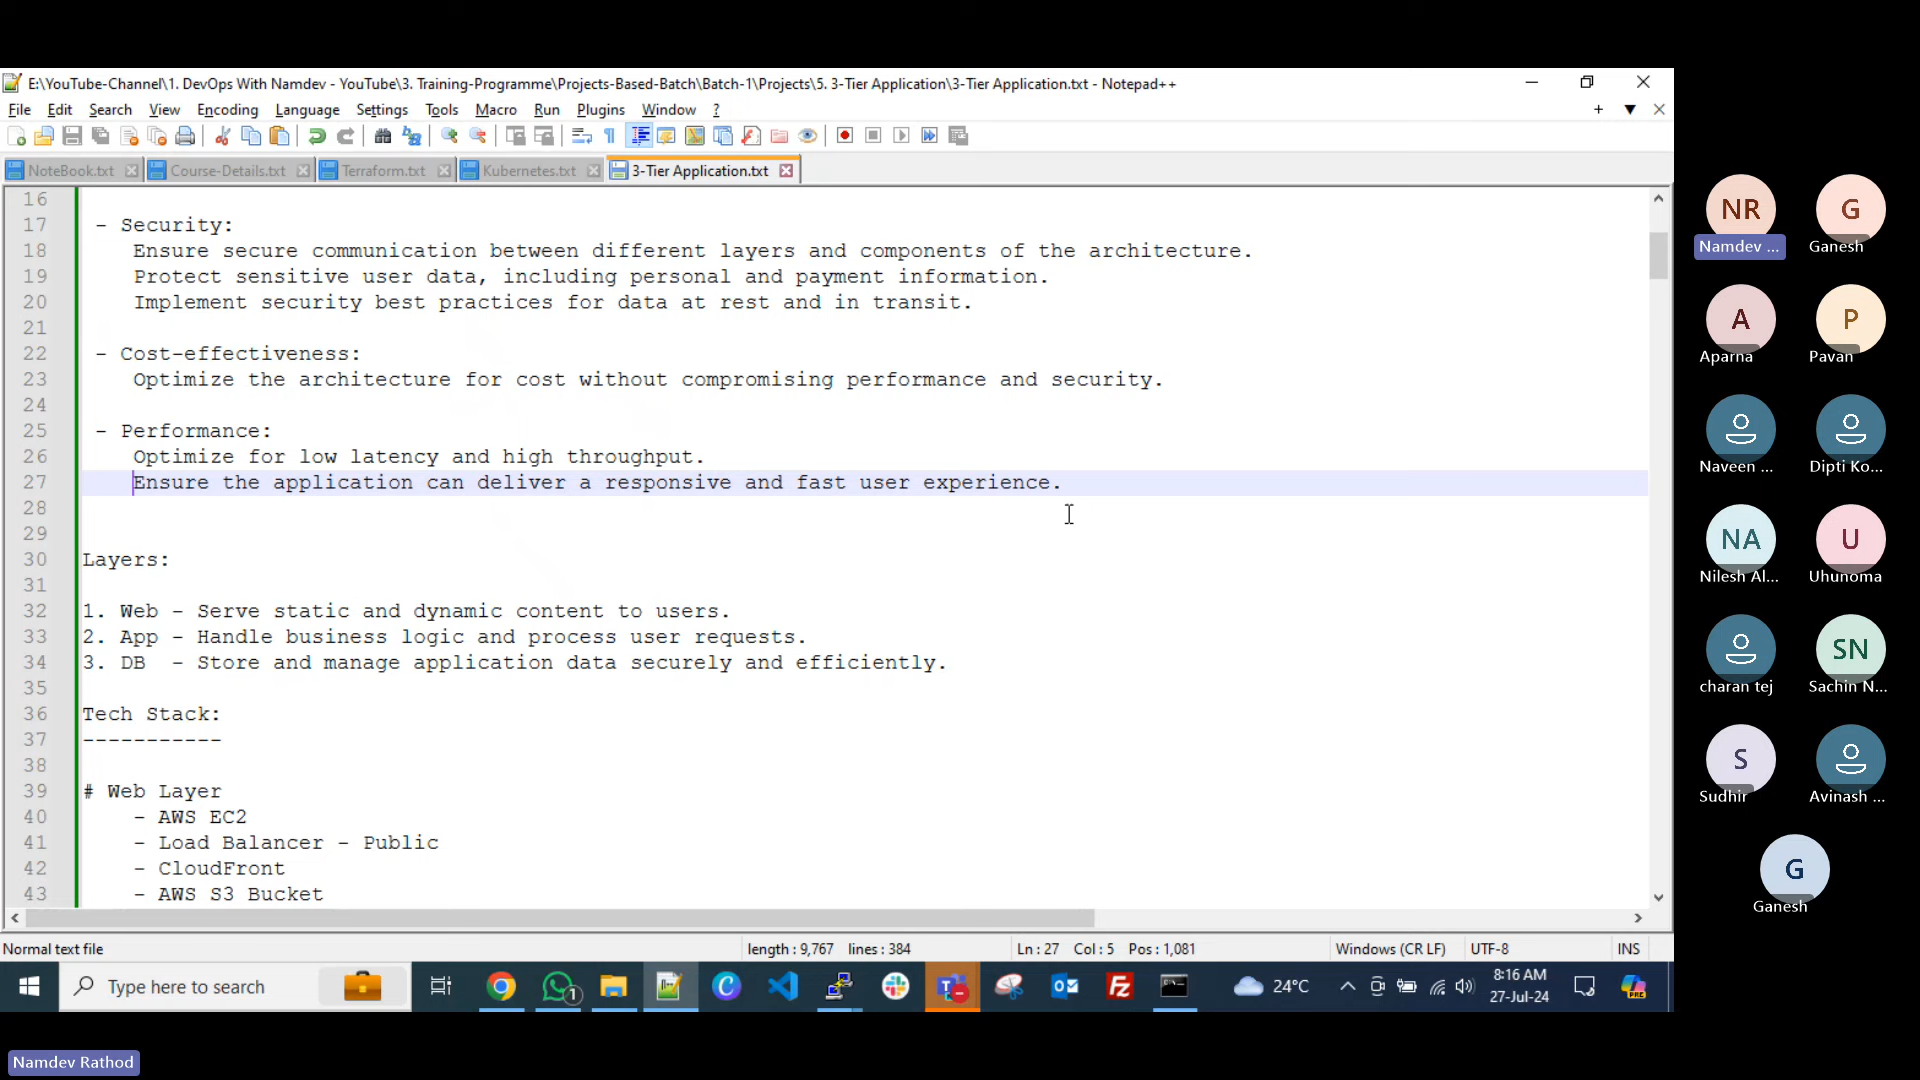 E:\YouTube-Channel\1. DevOps With Namdev - YouTube\3. Training-Programme\Projects-Based-Batch\Batch-1\Projects\5. 3-Tier Application\3-Tier Application.txt - Notepad++
File Edit Search View Encoding Language Settings Tools Macro Run Plugins Window ?
NoteBook.txt Course-Details.txt Terraform.txt Kubernetes.txt 3-Tier Application.txt
16
17 - Security:
18 Ensure secure communication between different layers and components of the architecture.
19 Protect sensitive user data, including personal and payment information.
20 Implement security best practices for data at rest and in transit.
21
22 - Cost-effectiveness:
23 Optimize the architecture for cost without compromising performance and security.
24
25 - Performance:
26 Optimize for low latency and high throughput.
27 Ensure the application can deliver a responsive and fast user experience.
28
29
30 Layers:
31
32 1. Web - Serve static and dynamic content to users.
33 2. App - Handle business logic and process user requests.
34 3. DB  - Store and manage application data securely and efficiently.
35
36 Tech Stack:
37 -----------
38
39 # Web Layer
40 - AWS EC2
41 - Load Balancer - Public
42 - CloudFront
43 - AWS S3 Bucket
Normal text file length : 9,767 lines : 384 Ln : 27 Col : 5 Pos : 1,081 Windows (CR LF) UTF-8 INS
Type here to search
1
24°C
8:16 AM
27-Jul-24
PRE
NR G
Namdev ... Ganesh
A P
Aparna Pavan
Naveen ... Dipti Ko...
NA U
Nilesh Al... Uhunoma
SN
charan tej Sachin N...
S
Sudhir Avinash ...
G
Ganesh
Namdev Rathod